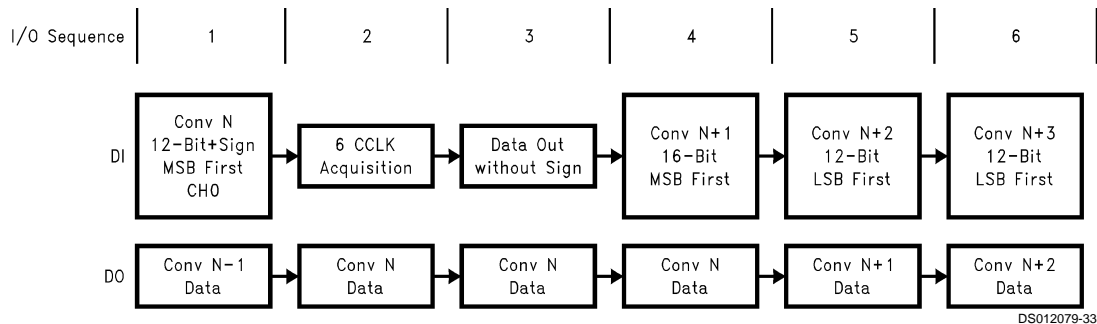 I/O Sequence 1 2 3 4 5 6
DI
Conv N
12-Bit+Sign
MSB First
CH0
6 CCLK
Acquisition
Data Out
without Sign
Conv N+1
16-Bit
MSB First
Conv N+2
12-Bit
LSB First
Conv N+3
12-Bit
LSB First
DO
Conv N-1
Data
Conv N
Data
Conv N
Data
Conv N
Data
Conv N+1
Data
Conv N+2
Data
DS012079-33